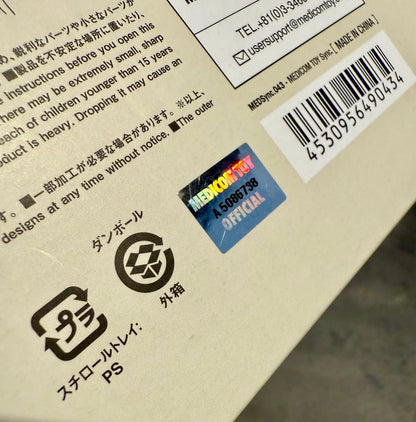 め、鋭利なパーツや小さなパーツが
■製品を不安定な場所に置いたり、
instructions before you open this
there may be extremely small, sharp
each of children younger than 15 years
product is heavy. Dropping it may cause an
す。■一部加工が必要な場合があります。※以上、
designs at any time without notice. ■The outer
TEL.+81(0)3-3460
usersupport@medicomtoy.
MEDSync.043 - MEDICOM TOY Sync. [ MADE IN CHINA ]
4530956490434
MEDICOM TOY
A 5086738
OFFICIAL
ダンボール
外箱
プラ
スチロールトレイ:
PS